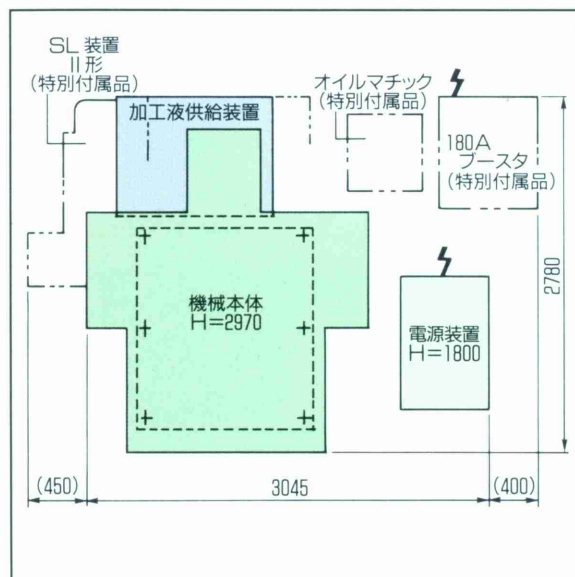 SL装置
II形
(特別付属品)
加工液供給装置
オイルマチック
(特別付属品)
180A
ブースタ
(特別付属品)
機械本体
H=2970
電源装置
H=1800
2780
(450)
3045
(400)